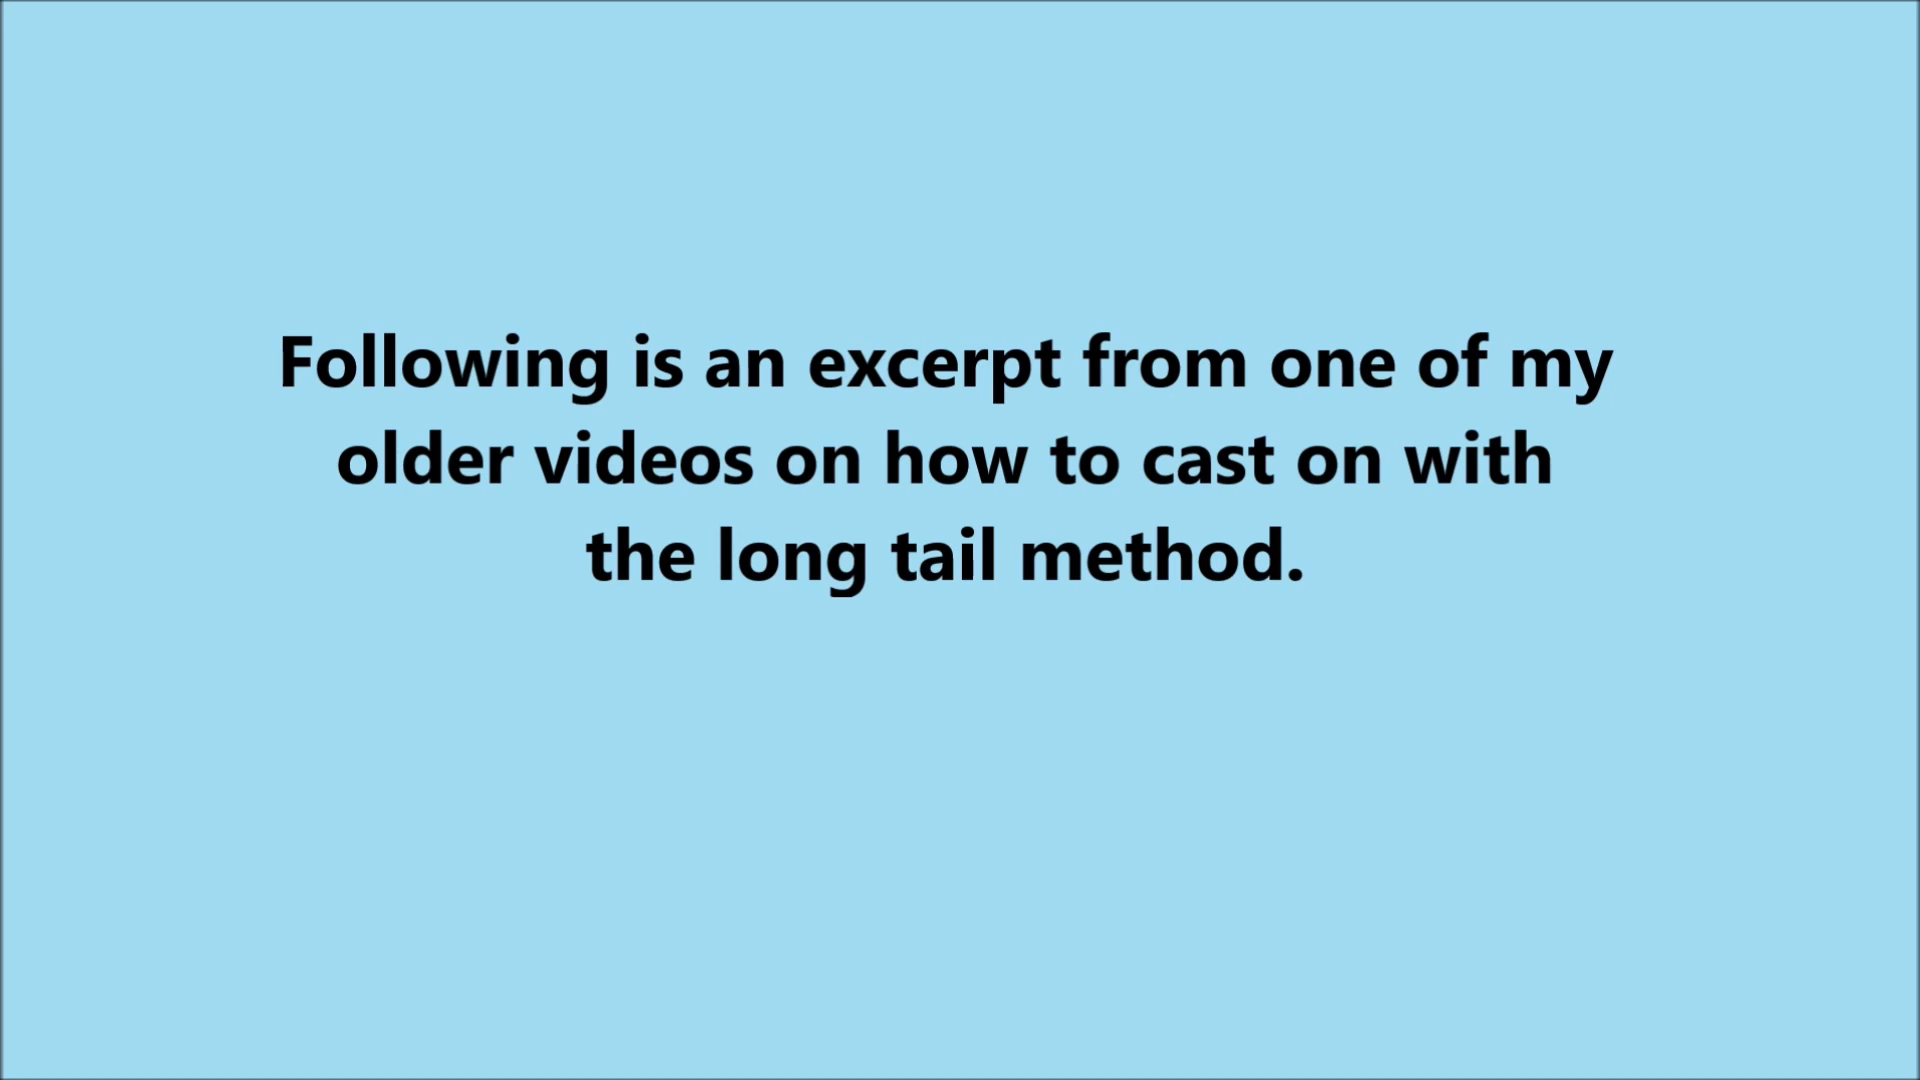 Following is an excerpt from one of my
older videos on how to cast on with
the long tail method.